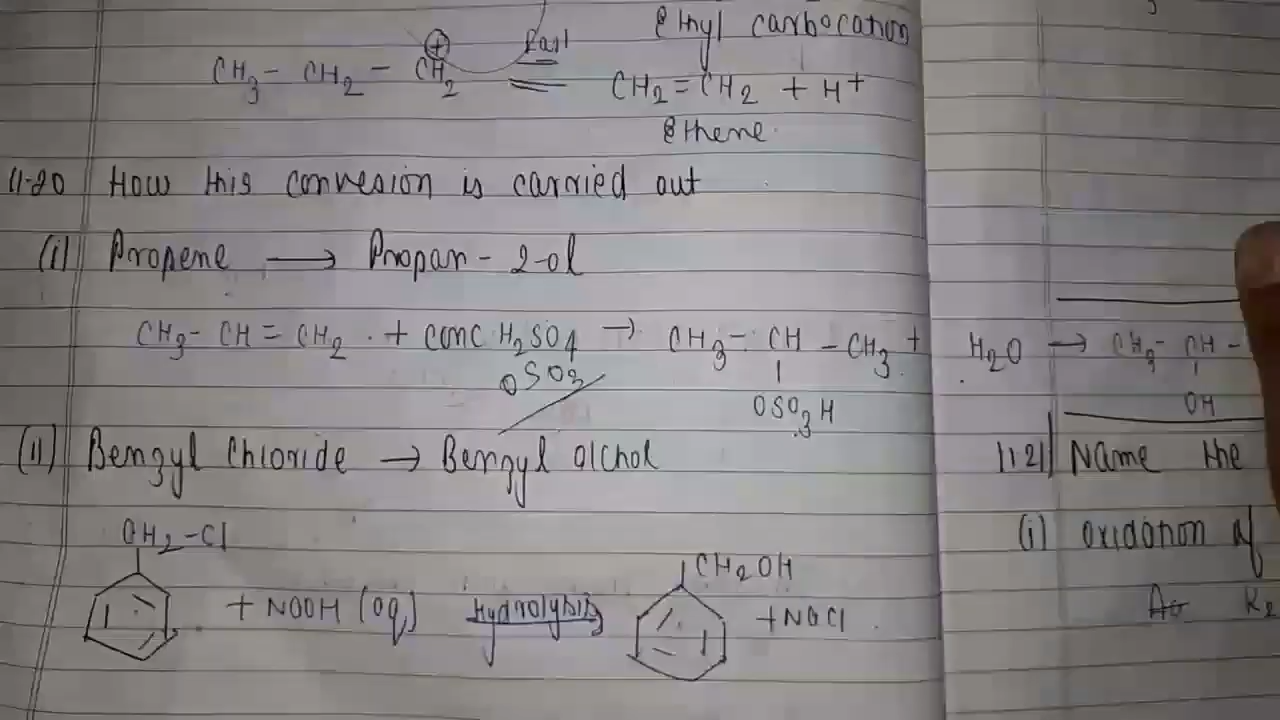 Ethyl carbocation
CH3 - CH2 - CH2 ⊕ Fast ⇌ CH2 = CH2 + H+
Ethene
11.20 How this convesion is carried out
(i) Propene → Propan - 2-ol
CH3 - CH = CH2 + conc H2SO4 → CH3 - CH - CH3 + H2O → CH3 - CH -
OSO3
OSO3H
OH
(ii) Benzyl Chloride → Benzyl alchol
11.21 Name the
CH2 - Cl
(i) oxidation of
CH2OH
+ NaOH (aq) Hydrolysis + NaCl
K2